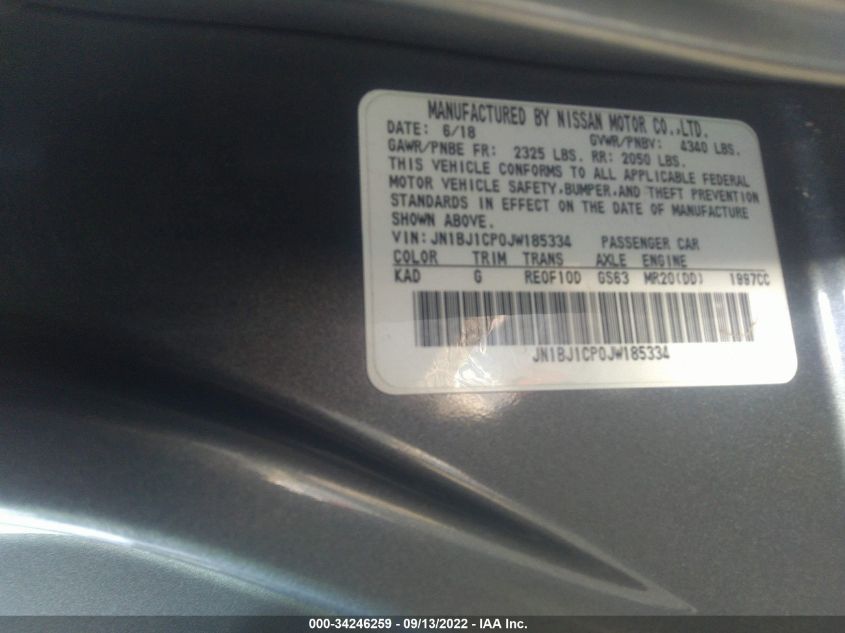 MANUFACTURED BY NISSAN MOTOR CO.,LTD.
DATE: 6/18 GVWR/PNBV: 4340 LBS.
GAWR/PNBE FR: 2325 LBS. RR: 2050 LBS.
THIS VEHICLE CONFORMS TO ALL APPLICABLE FEDERAL
MOTOR VEHICLE SAFETY,BUMPER,AND THEFT PREVENTION
STANDARDS IN EFFECT ON THE DATE OF MANUFACTURE
SHOWN ABOVE.
VIN: JN1BJ1CP0JW185334 PASSENGER CAR
COLOR TRIM TRANS AXLE ENGINE
KAD G RE0F10D GS63 MR20(DD) 1997CC
JN1BJ1CP0JW185334
000-34246259 - 09/13/2022 - IAA Inc.